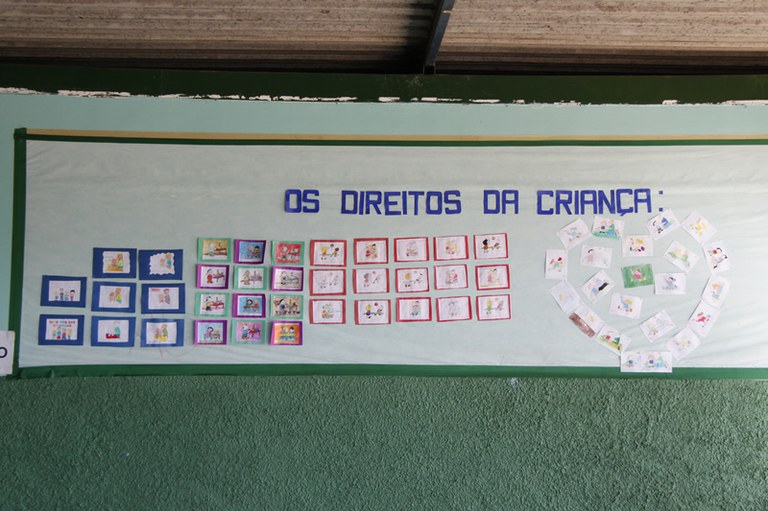 OS DIREITOS DA CRIANÇA:
O